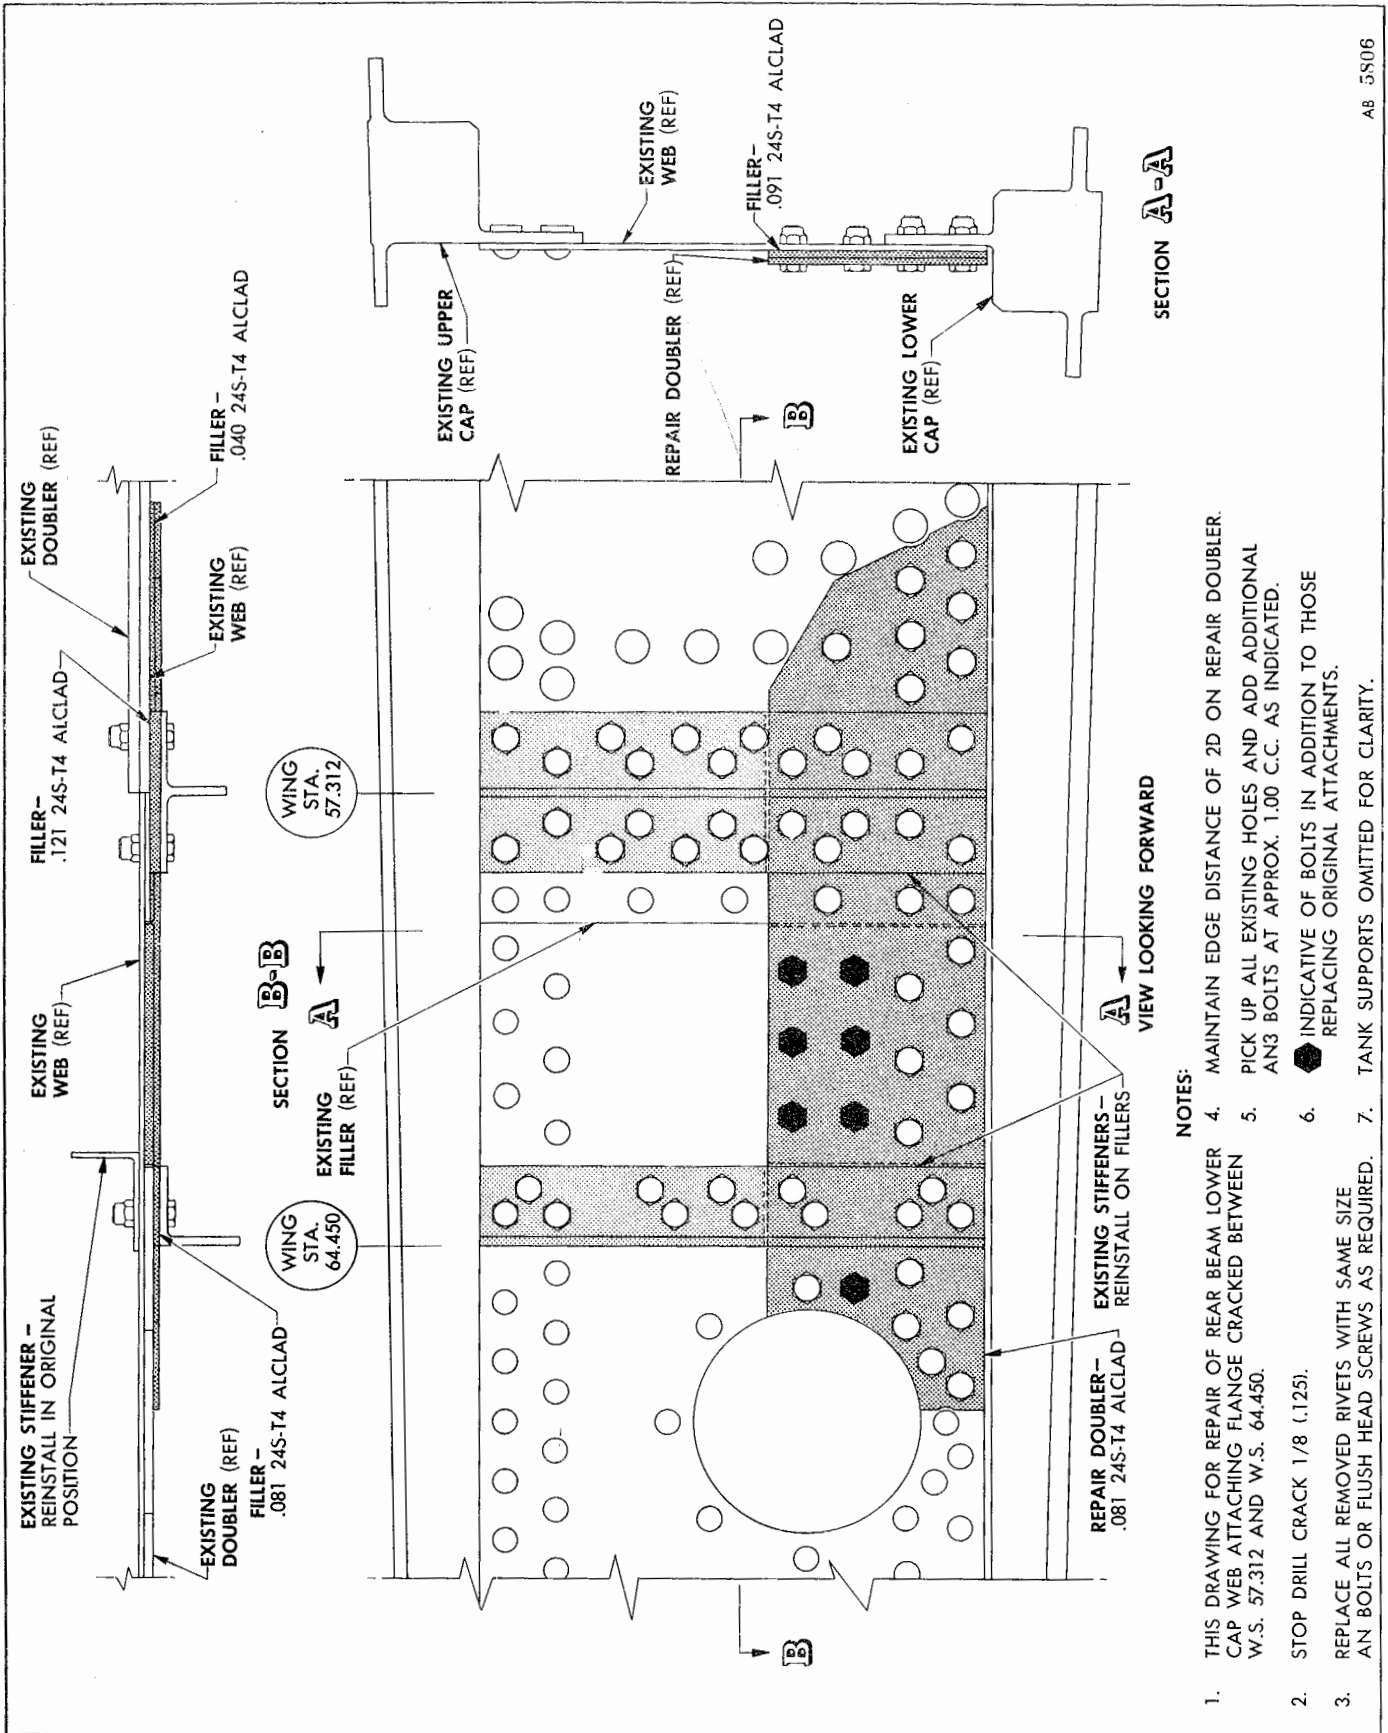 EXISTING STIFFENER –
REINSTALL IN ORIGINAL
POSITION
EXISTING
WEB (REF)
FILLER–
.121 24S-T4 ALCLAD
EXISTING
DOUBLER (REF)
EXISTING
DOUBLER (REF)
FILLER –
.081 24S-T4 ALCLAD
EXISTING
WEB (REF)
FILLER –
.040 24S-T4 ALCLAD
SECTION B-B
WING
STA.
64.450
WING
STA.
57.312
EXISTING
FILLER (REF)
A
B
B
A
REPAIR DOUBLER–
.081 24S-T4 ALCLAD
EXISTING STIFFENERS–
REINSTALL ON FILLERS
VIEW LOOKING FORWARD
EXISTING UPPER
CAP (REF)
EXISTING
WEB (REF)
REPAIR DOUBLER (REF)
FILLER–
.091 24S-T4 ALCLAD
EXISTING LOWER
CAP (REF)
SECTION A-A
NOTES:
1. THIS DRAWING FOR REPAIR OF REAR BEAM LOWER
CAP WEB ATTACHING FLANGE CRACKED BETWEEN
W.S. 57.312 AND W.S. 64.450.
2. STOP DRILL CRACK 1/8 (.125).
3. REPLACE ALL REMOVED RIVETS WITH SAME SIZE
AN BOLTS OR FLUSH HEAD SCREWS AS REQUIRED.
4. MAINTAIN EDGE DISTANCE OF 2D ON REPAIR DOUBLER.
5. PICK UP ALL EXISTING HOLES AND ADD ADDITIONAL
AN3 BOLTS AT APPROX. 1.00 C.C. AS INDICATED.
6. INDICATIVE OF BOLTS IN ADDITION TO THOSE
REPLACING ORIGINAL ATTACHMENTS.
7. TANK SUPPORTS OMITTED FOR CLARITY.
AB 5806